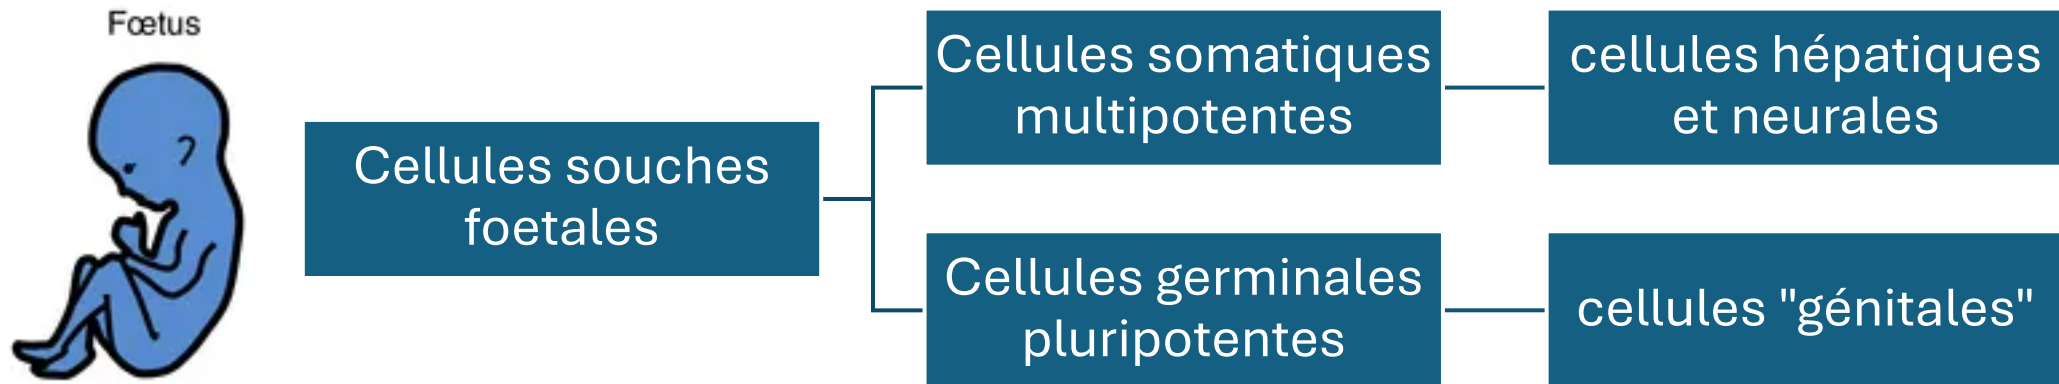 Fœtus
Cellules souches
foetales
Cellules somatiques
multipotentes
cellules hépatiques
et neurales
Cellules germinales
pluripotentes
cellules "génitales"